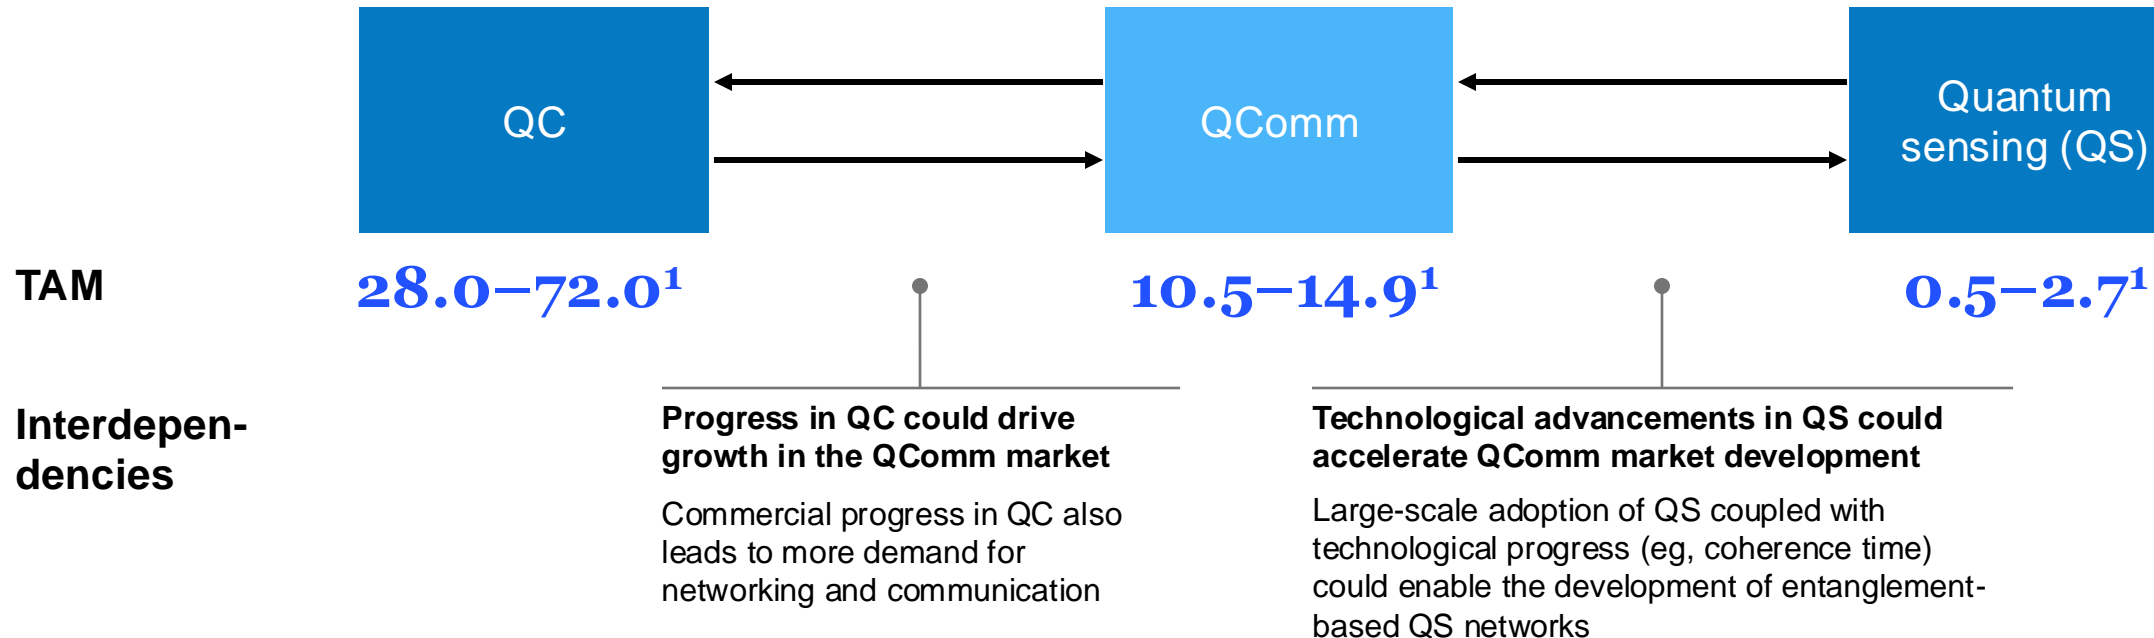 QC
QComm
Quantum
sensing (QS)
TAM
28.0–72.0¹
10.5–14.9¹
0.5–2.7¹
Interdepen-
dencies
Progress in QC could drive
growth in the QComm market
Commercial progress in QC also
leads to more demand for
networking and communication
Technological advancements in QS could
accelerate QComm market development
Large-scale adoption of QS coupled with
technological progress (eg, coherence time)
could enable the development of entanglement-
based QS networks